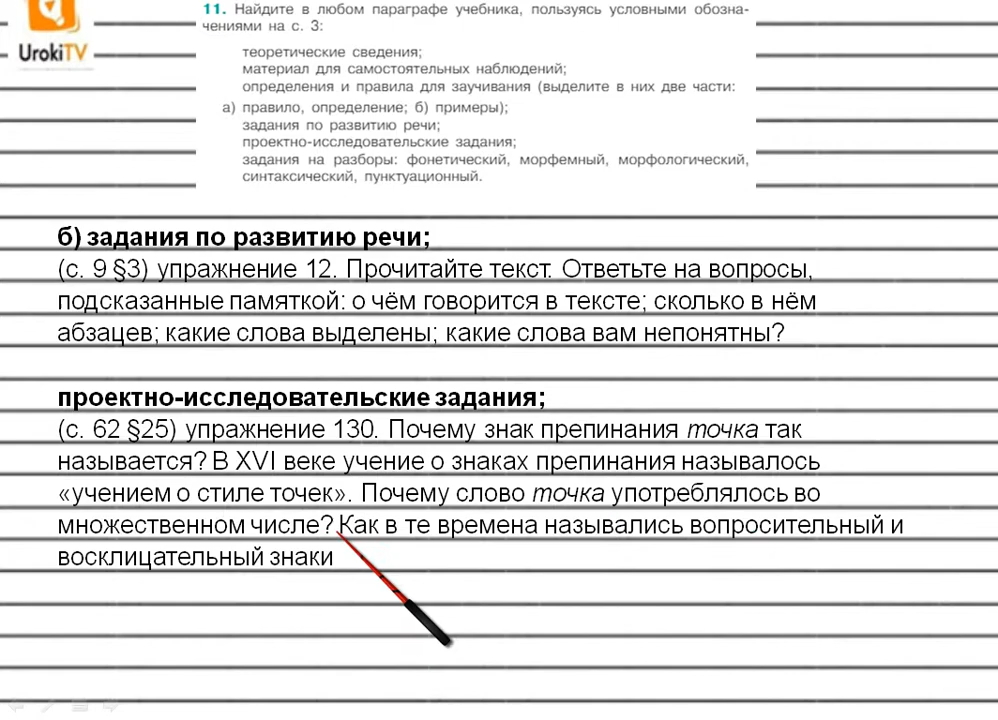 UrokiTV
11. Найдите в любом параграфе учебника, пользуясь условными обозна-
чениями на с. 3:
теоретические сведения;
материал для самостоятельных наблюдений;
определения и правила для заучивания (выделите в них две части:
а) правило, определение; б) примеры);
задания по развитию речи;
проектно-исследовательские задания;
задания на разборы: фонетический, морфемный, морфологический,
синтаксический, пунктуационный.
б) задания по развитию речи;
(с. 9 §3) упражнение 12. Прочитайте текст. Ответьте на вопросы,
подсказанные памяткой: о чём говорится в тексте; сколько в нём
абзацев; какие слова выделены; какие слова вам непонятны?
проектно-исследовательские задания;
(с. 62 §25) упражнение 130. Почему знак препинания точка так
называется? В XVI веке учение о знаках препинания называлось
«учением о стиле точек». Почему слово точка употреблялось во
множественном числе? Как в те времена назывались вопросительный и
восклицательный знаки